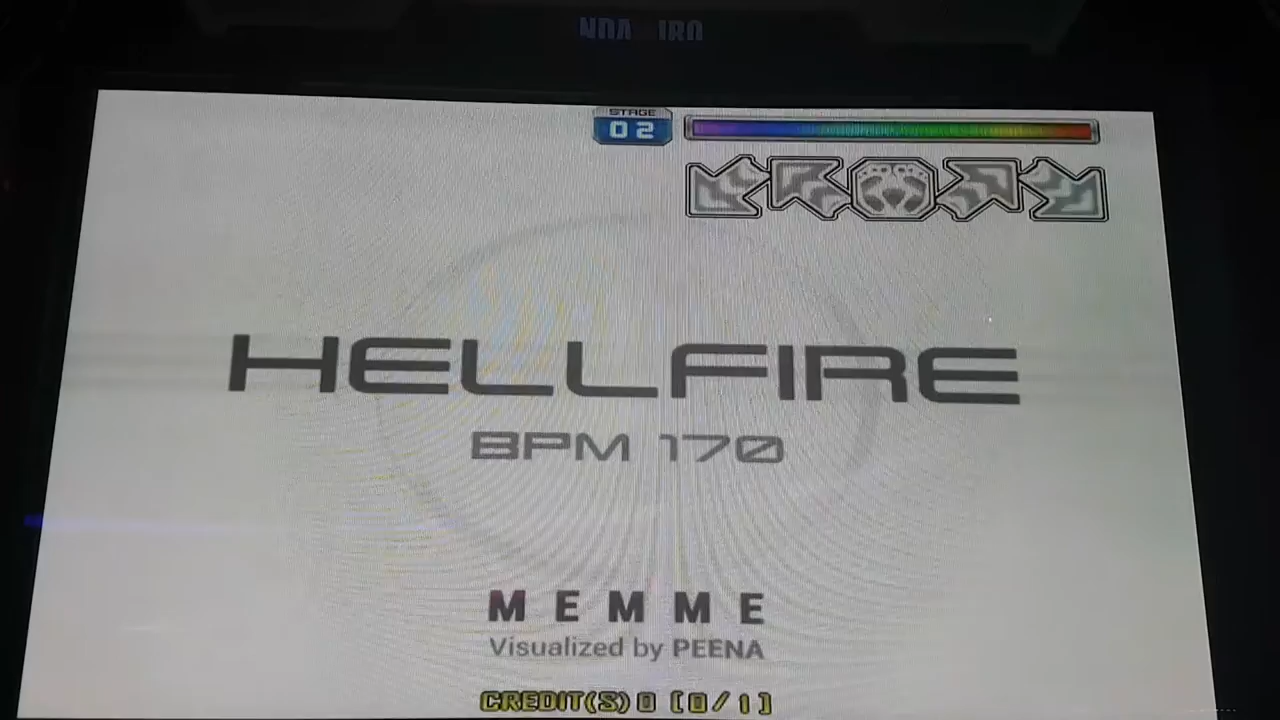 STAGE
02
HELLFIRE
BPM 170
MEMME
Visualized by PEENA
CREDIT(S) 0 [0/1]